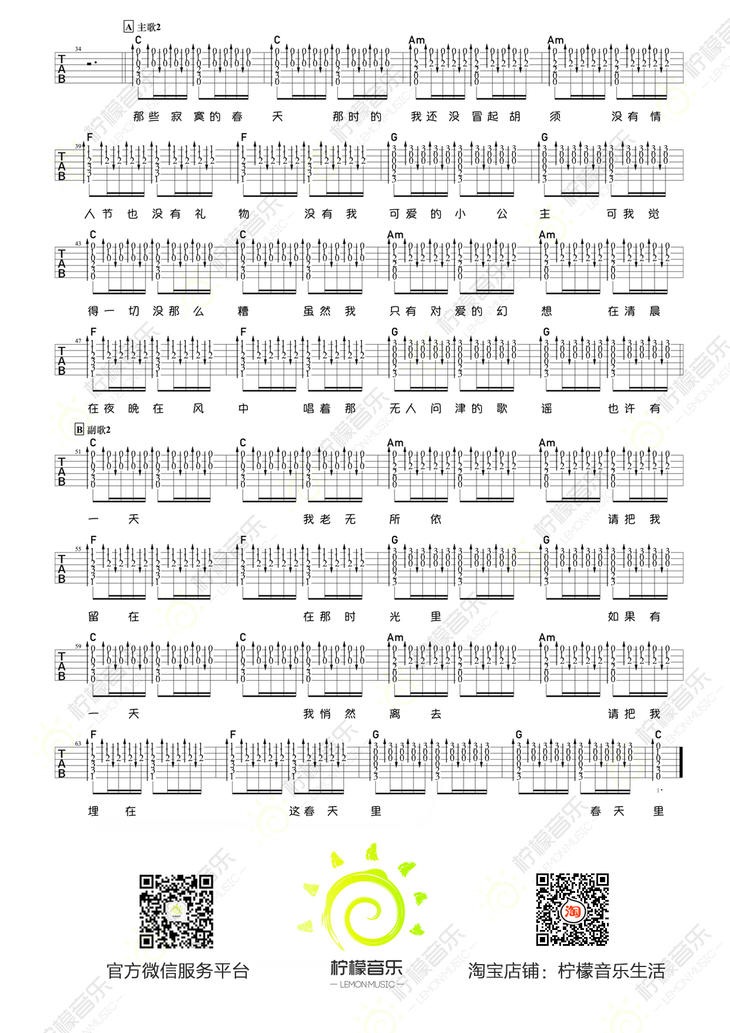 A 主歌2
C C Am Am
34
那些寂寞的春天 那时的 我还没冒起胡须 没有情
F F G G
39
人节也没有礼物 没有我 可爱的小公主 可我觉
C C Am Am
43
得一切没那么糟 虽然我 只有对爱的幻想 在清晨
F F G G
47
在夜晚在风中 唱着那 无人问津的歌谣 也许有
B 副歌2
C C Am Am
51
一天 我老无所依 请把我
F F G G
55
留在 在那时光里 如果有
C C Am Am
59
一天 我悄然离去 请把我
F F G G C
63
埋在 这春天里 春天里
柠檬音乐
LEMON MUSIC
官方微信服务平台
淘
淘宝店铺：柠檬音乐生活